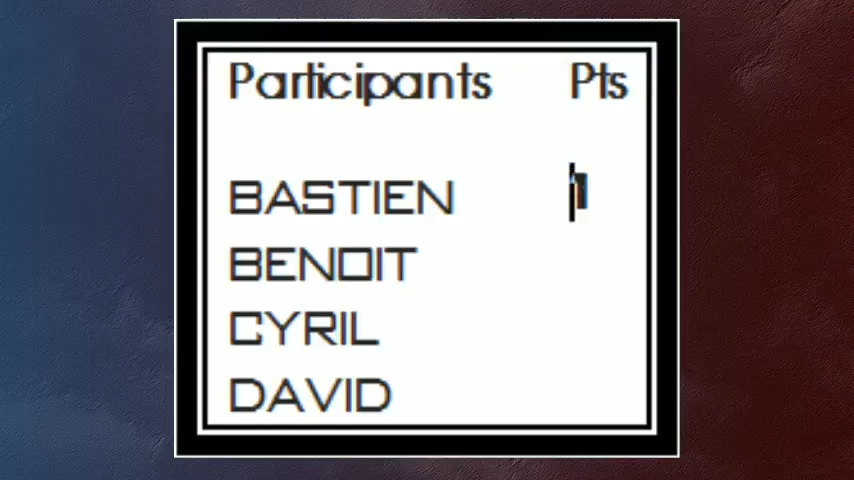 Participants Pts
BASTIEN
BENOIT
CYRIL
DAVID